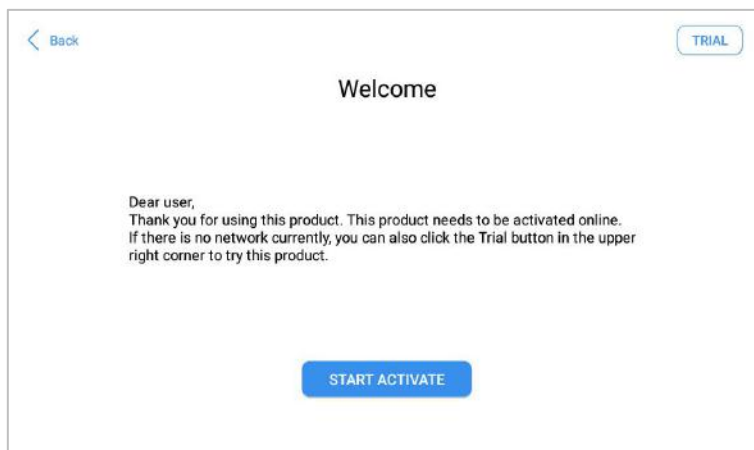 Back
TRIAL
Welcome
Dear user,
Thank you for using this product. This product needs to be activated online.
If there is no network currently, you can also click the Trial button in the upper
right corner to try this product.
START ACTIVATE